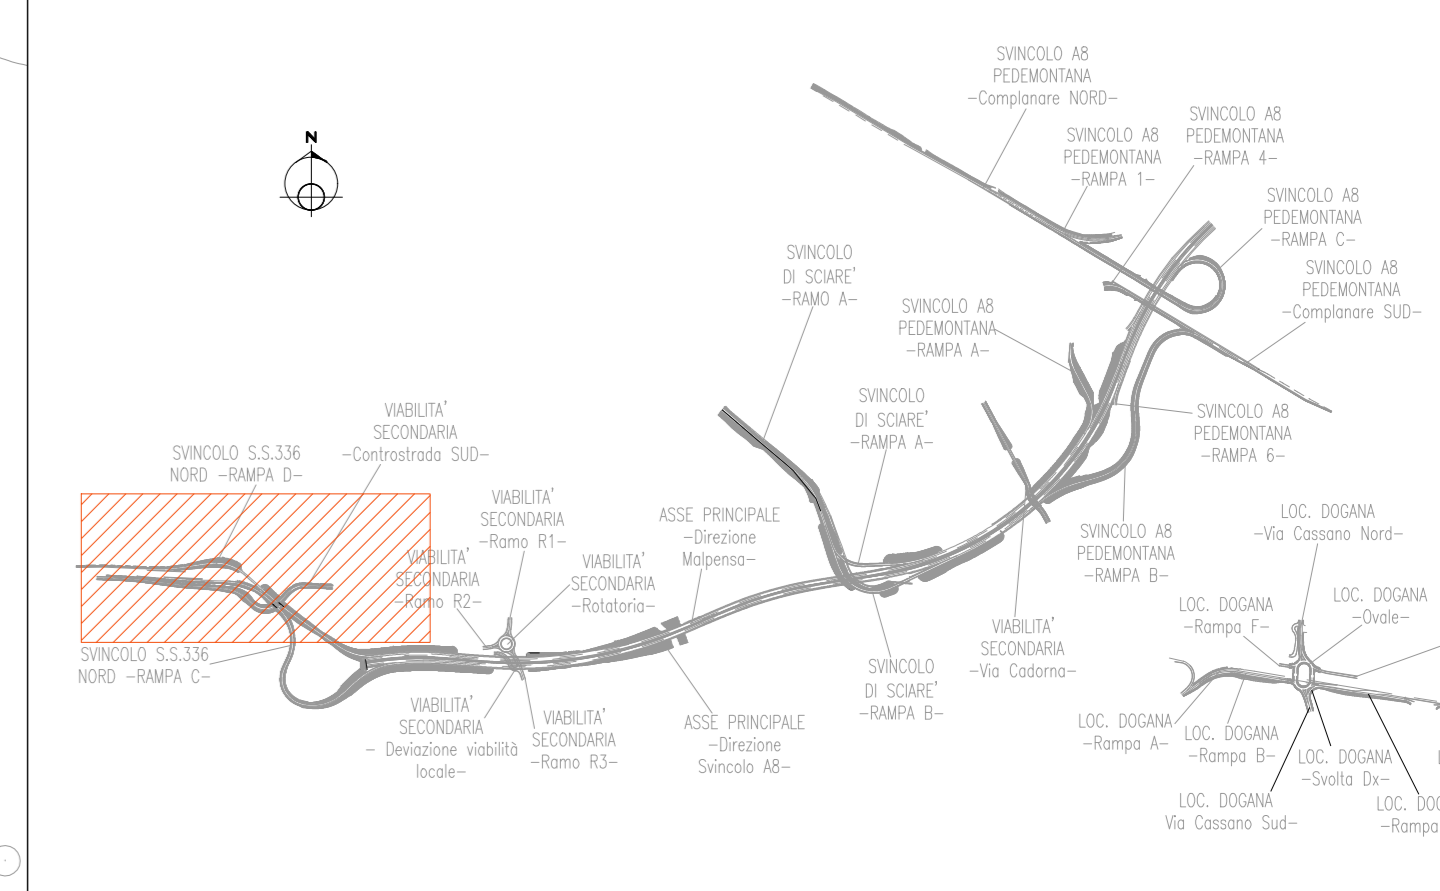 N
SVINCOLO A8
PEDEMONTANA
-Complanare NORD-
SVINCOLO A8
PEDEMONTANA
-RAMPA 4-
SVINCOLO A8
PEDEMONTANA
-RAMPA 1-
SVINCOLO A8
PEDEMONTANA
-RAMPA C-
SVINCOLO
DI SCIARE'
-RAMO A-
SVINCOLO A8
PEDEMONTANA
-Complanare SUD-
SVINCOLO A8
PEDEMONTANA
-RAMPA A-
SVINCOLO
DI SCIARE'
-RAMPA A-
VIABILITA'
SECONDARIA
-Controstrada SUD-
SVINCOLO A8
PEDEMONTANA
-RAMPA 6-
SVINCOLO S.S.336
NORD -RAMPA D-
VIABILITA'
SECONDARIA
-Ramo R1-
ASSE PRINCIPALE
-Direzione
Malpensa-
LOC. DOGANA
-Via Cassano Nord-
SVINCOLO A8
PEDEMONTANA
-RAMPA B-
VIABILITA'
SECONDARIA
-Ramo R2-
VIABILITA'
SECONDARIA
-Rotatoria-
LOC. DOGANA
-Ovale-
LOC. DOGANA
-Rampa F-
VIABILITA'
SECONDARIA
-Via Cadorna-
SVINCOLO S.S.336
NORD -RAMPA C-
SVINCOLO
DI SCIARE'
-RAMPA B-
VIABILITA'
SECONDARIA
- Deviazione viabilità
locale-
VIABILITA'
SECONDARIA
-Ramo R3-
ASSE PRINCIPALE
-Direzione
Svincolo A8-
LOC. DOGANA
-Rampa A-
LOC. DOGANA
-Rampa B-
LOC. DOGANA
-Svolta Dx-
LOC. DOGANA
Via Cassano Sud-
LOC. DOG
-Rampa